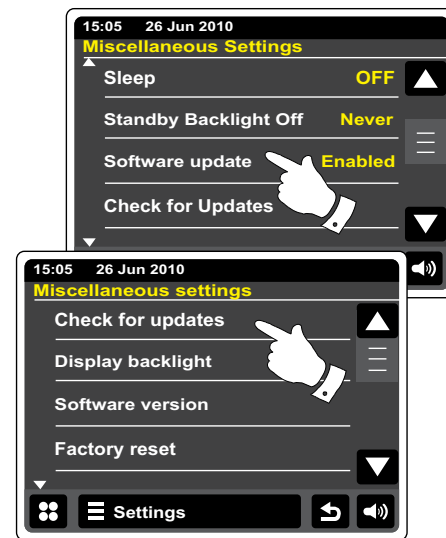 15:05 26 Jun 2010
Miscellaneous Settings
Sleep OFF
Standby Backlight Off Never
Software update Enabled
Check for Updates
15:05 26 Jun 2010
Miscellaneous settings
Check for updates
Display backlight
Software version
Factory reset
Settings